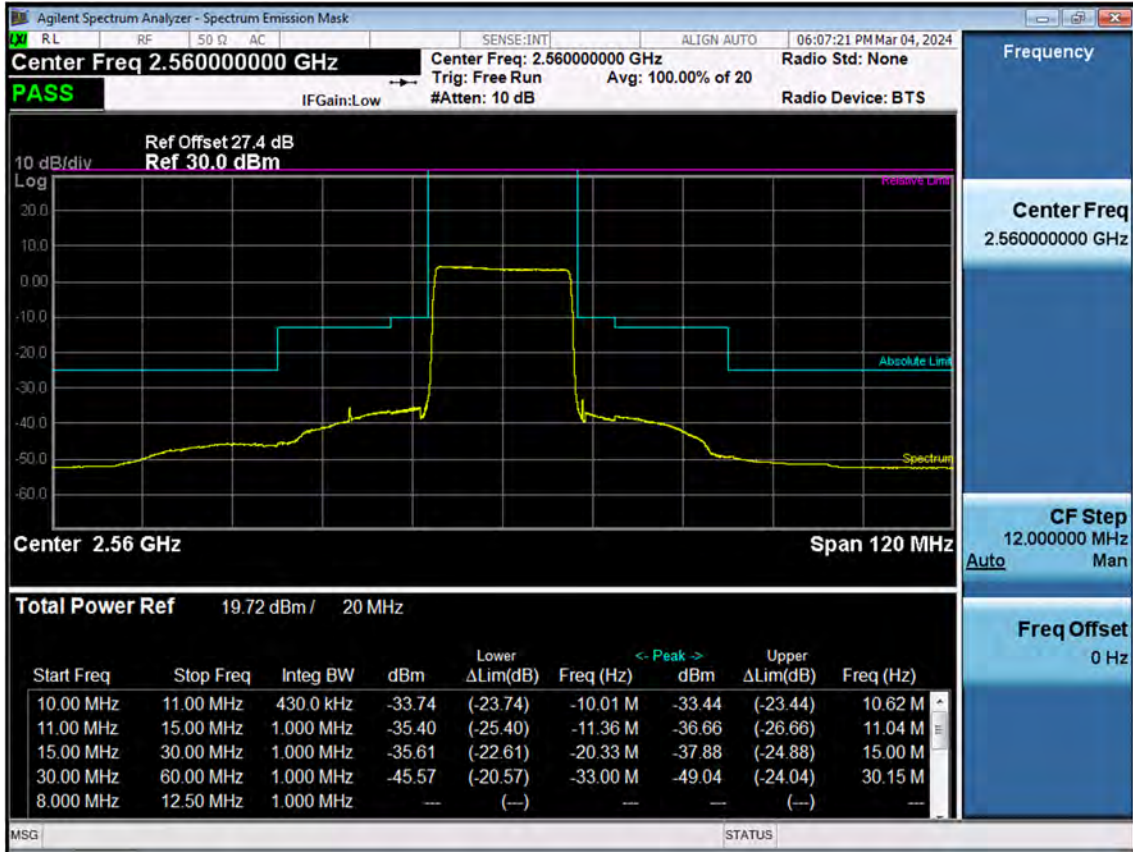 Agilent Spectrum Analyzer - Spectrum Emission Mask
LXI RL RF 50 Ω AC SENSE:INT ALIGN AUTO 06:07:21 PM Mar 04, 2024
Center Freq 2.560000000 GHz Center Freq: 2.560000000 GHz Radio Std: None
Trig: Free Run Avg: 100.00% of 20
PASS IFGain:Low #Atten: 10 dB Radio Device: BTS
Ref Offset 27.4 dB
10 dB/div Ref 30.0 dBm
Log
Relative Limit
20.0
10.0
0.00
-10.0
-20.0
Absolute Limit
-30.0
-40.0
-50.0
Spectrum
-60.0
Center 2.56 GHz Span 120 MHz
Total Power Ref 19.72 dBm / 20 MHz
Lower <- Peak -> Upper
Start Freq Stop Freq Integ BW dBm ΔLim(dB) Freq (Hz) dBm ΔLim(dB) Freq (Hz)
10.00 MHz 11.00 MHz 430.0 kHz -33.74 (-23.74) -10.01 M -33.44 (-23.44) 10.62 M
11.00 MHz 15.00 MHz 1.000 MHz -35.40 (-25.40) -11.36 M -36.66 (-26.66) 11.04 M
15.00 MHz 30.00 MHz 1.000 MHz -35.61 (-22.61) -20.33 M -37.88 (-24.88) 15.00 M
30.00 MHz 60.00 MHz 1.000 MHz -45.57 (-20.57) -33.00 M -49.04 (-24.04) 30.15 M
8.000 MHz 12.50 MHz 1.000 MHz --- (---) --- --- (---) ---
MSG STATUS
Frequency
Center Freq
2.560000000 GHz
CF Step
12.000000 MHz
Auto Man
Freq Offset
0 Hz